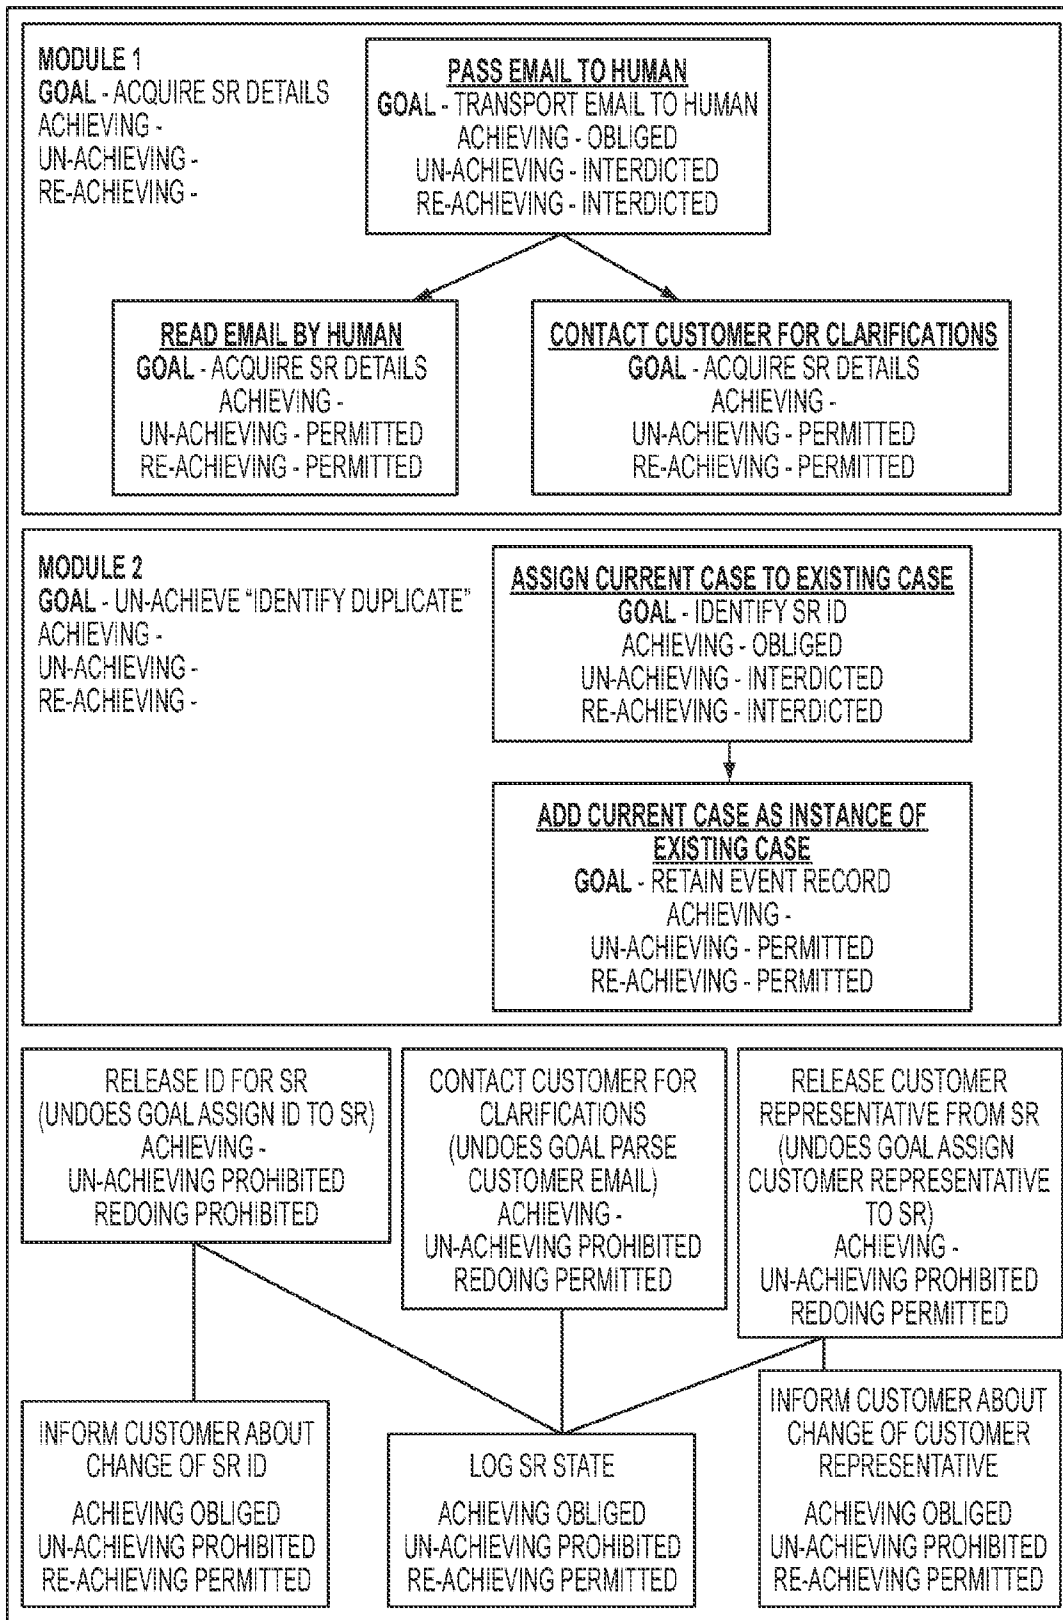 MODULE 1
GOAL - ACQUIRE SR DETAILS
ACHIEVING -
UN-ACHIEVING -
RE-ACHIEVING -
PASS EMAIL TO HUMAN
GOAL - TRANSPORT EMAIL TO HUMAN
ACHIEVING - OBLIGED
UN-ACHIEVING - INTERDICTED
RE-ACHIEVING - INTERDICTED
READ EMAIL BY HUMAN
GOAL - ACQUIRE SR DETAILS
ACHIEVING -
UN-ACHIEVING - PERMITTED
RE-ACHIEVING - PERMITTED
CONTACT CUSTOMER FOR CLARIFICATIONS
GOAL - ACQUIRE SR DETAILS
ACHIEVING -
UN-ACHIEVING - PERMITTED
RE-ACHIEVING - PERMITTED
MODULE 2
GOAL - UN-ACHIEVE "IDENTIFY DUPLICATE"
ACHIEVING -
UN-ACHIEVING -
RE-ACHIEVING -
ASSIGN CURRENT CASE TO EXISTING CASE
GOAL - IDENTIFY SR ID
ACHIEVING - OBLIGED
UN-ACHIEVING - INTERDICTED
RE-ACHIEVING - INTERDICTED
ADD CURRENT CASE AS INSTANCE OF
EXISTING CASE
GOAL - RETAIN EVENT RECORD
ACHIEVING -
UN-ACHIEVING - PERMITTED
RE-ACHIEVING - PERMITTED
RELEASE ID FOR SR
(UNDOES GOAL ASSIGN ID TO SR)
ACHIEVING -
UN-ACHIEVING PROHIBITED
REDOING PROHIBITED
CONTACT CUSTOMER FOR
CLARIFICATIONS
(UNDOES GOAL PARSE
CUSTOMER EMAIL)
ACHIEVING -
UN-ACHIEVING PROHIBITED
REDOING PERMITTED
RELEASE CUSTOMER
REPRESENTATIVE FROM SR
(UNDOES GOAL ASSIGN
CUSTOMER REPRESENTATIVE
TO SR)
ACHIEVING -
UN-ACHIEVING PROHIBITED
REDOING PERMITTED
INFORM CUSTOMER ABOUT
CHANGE OF SR ID
ACHIEVING OBLIGED
UN-ACHIEVING PROHIBITED
RE-ACHIEVING PERMITTED
LOG SR STATE
ACHIEVING OBLIGED
UN-ACHIEVING PROHIBITED
RE-ACHIEVING PERMITTED
INFORM CUSTOMER ABOUT
CHANGE OF CUSTOMER
REPRESENTATIVE
ACHIEVING OBLIGED
UN-ACHIEVING PROHIBITED
RE-ACHIEVING PERMITTED